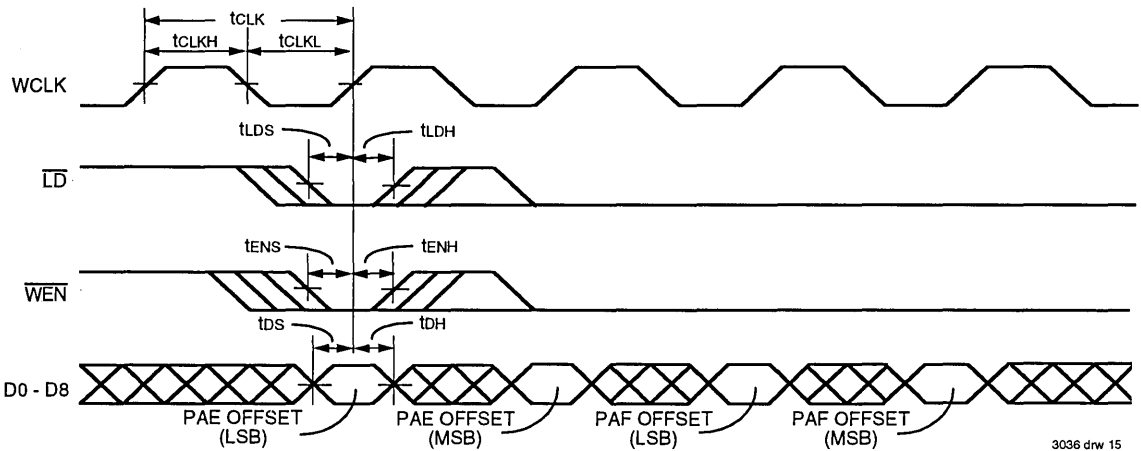 tCLK
tCLKH tCLKL
WCLK
tLDS tLDH
LD
tENS tENH
WEN
tDS tDH
D0 - D8
PAE OFFSET (LSB)
PAE OFFSET (MSB)
PAF OFFSET (LSB)
PAF OFFSET (MSB)
3036 drw 15